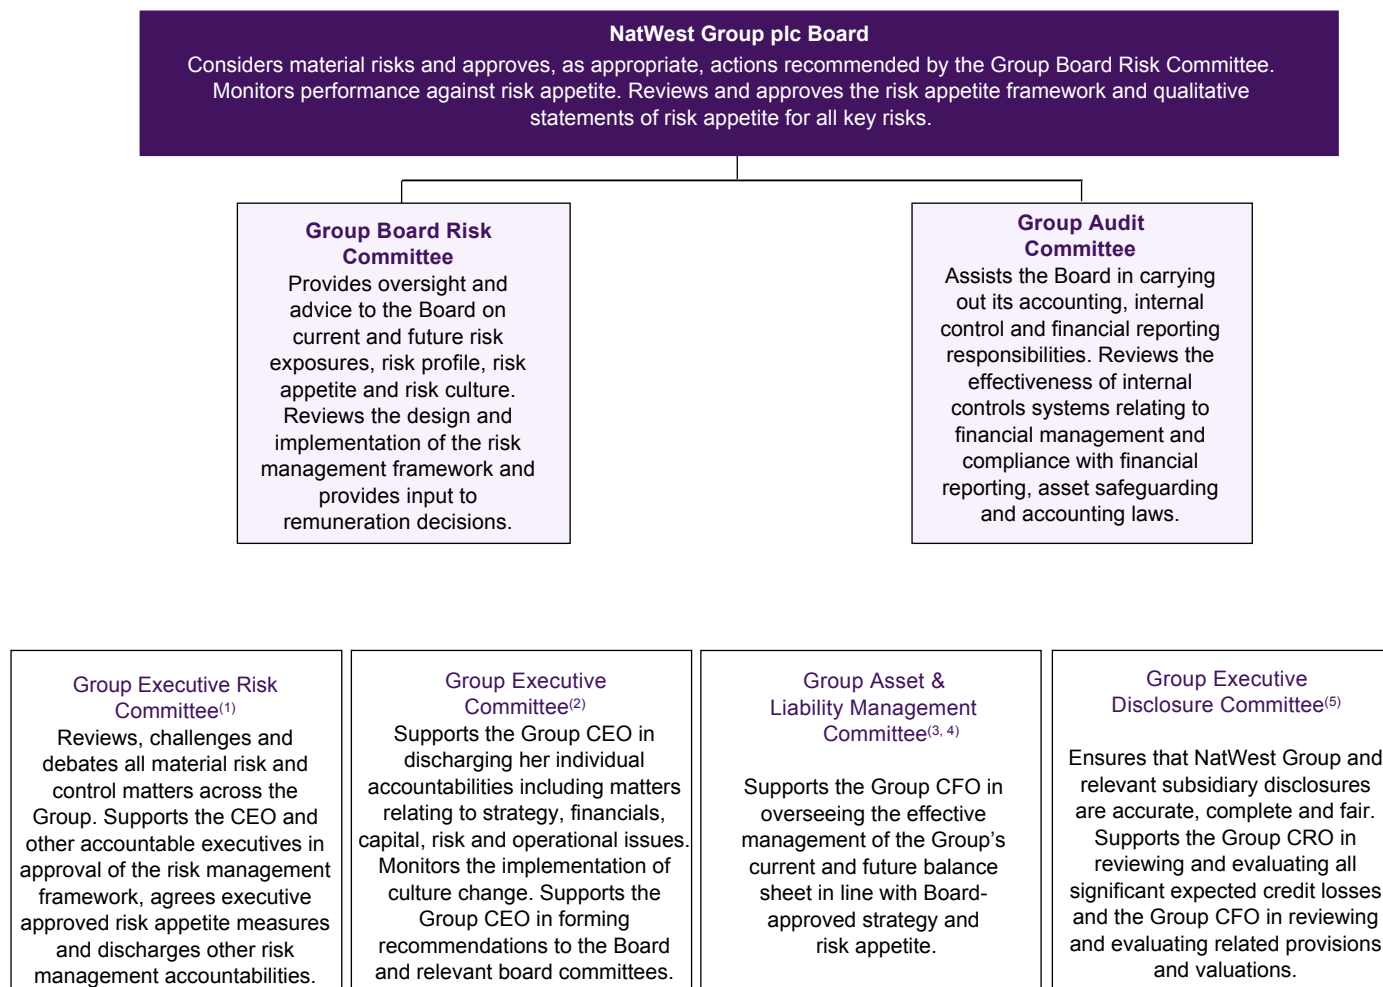 NatWest Group plc Board
Considers material risks and approves, as appropriate, actions recommended by the Group Board Risk Committee.
Monitors performance against risk appetite. Reviews and approves the risk appetite framework and qualitative
statements of risk appetite for all key risks.
Group Board Risk
Committee
Provides oversight and
advice to the Board on
current and future risk
exposures, risk profile, risk
appetite and risk culture.
Reviews the design and
implementation of the risk
management framework and
provides input to
remuneration decisions.
Group Audit
Committee
Assists the Board in carrying
out its accounting, internal
control and financial reporting
responsibilities. Reviews the
effectiveness of internal
controls systems relating to
financial management and
compliance with financial
reporting, asset safeguarding
and accounting laws.
Group Executive Risk
Committee(1)
Reviews, challenges and
debates all material risk and
control matters across the
Group. Supports the CEO and
other accountable executives in
approval of the risk management
framework, agrees executive
approved risk appetite measures
and discharges other risk
management accountabilities.
Group Executive
Committee(2)
Supports the Group CEO in
discharging her individual
accountabilities including matters
relating to strategy, financials,
capital, risk and operational issues.
Monitors the implementation of
culture change. Supports the
Group CEO in forming
recommendations to the Board
and relevant board committees.
Group Asset &
Liability Management
Committee(3, 4)
Supports the Group CFO in
overseeing the effective
management of the Group's
current and future balance
sheet in line with Board-
approved strategy and
risk appetite.
Group Executive
Disclosure Committee(5)
Ensures that NatWest Group and
relevant subsidiary disclosures
are accurate, complete and fair.
Supports the Group CRO in
reviewing and evaluating all
significant expected credit losses
and the Group CFO in reviewing
and evaluating related provisions
and valuations.